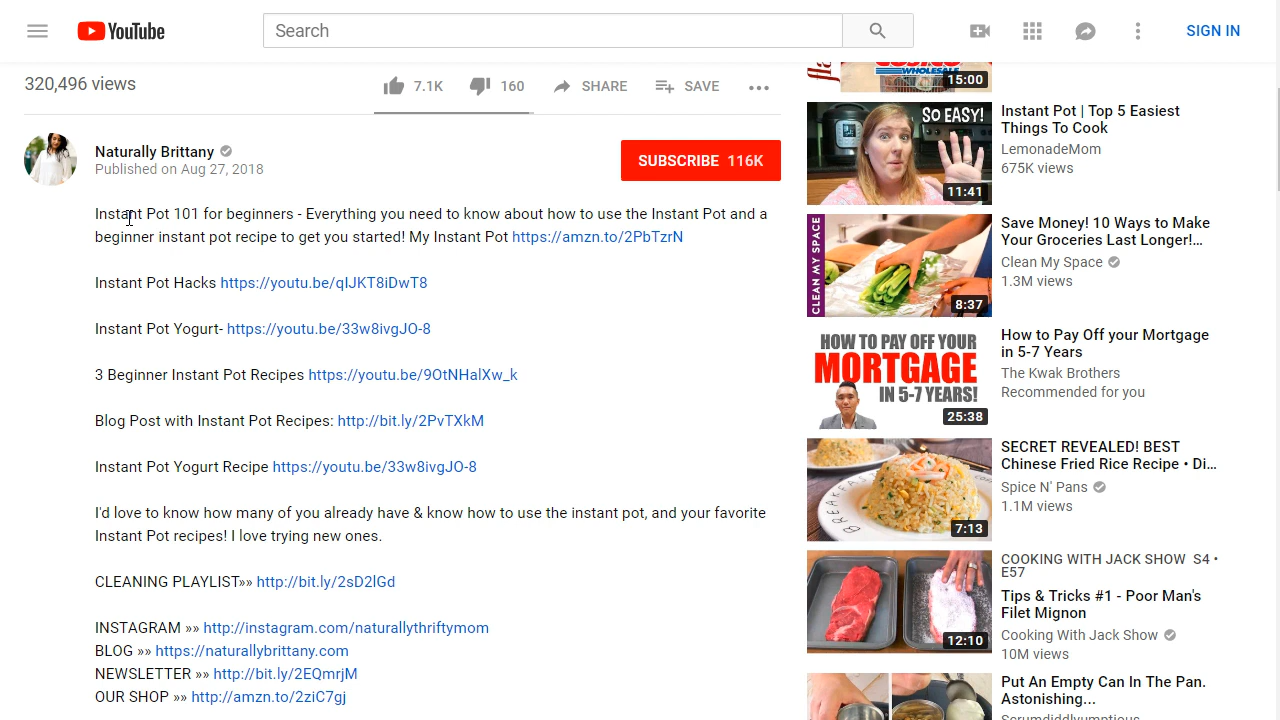 YouTube
Search
SIGN IN
320,496 views
7.1K
160
SHARE
SAVE
Naturally Brittany
Published on Aug 27, 2018
SUBSCRIBE 116K
Instant Pot 101 for beginners - Everything you need to know about how to use the Instant Pot and a
beginner instant pot recipe to get you started! My Instant Pot https://amzn.to/2PbTzrN
Instant Pot Hacks https://youtu.be/qIJKT8iDwT8
Instant Pot Yogurt- https://youtu.be/33w8ivgJO-8
3 Beginner Instant Pot Recipes https://youtu.be/9OtNHalXw_k
Blog Post with Instant Pot Recipes: http://bit.ly/2PvTXkM
Instant Pot Yogurt Recipe https://youtu.be/33w8ivgJO-8
I'd love to know how many of you already have & know how to use the instant pot, and your favorite
Instant Pot recipes! I love trying new ones.
CLEANING PLAYLIST»» http://bit.ly/2sD2lGd
INSTAGRAM »» http://instagram.com/naturallythriftymom
BLOG »» https://naturallybrittany.com
NEWSLETTER »» http://bit.ly/2EQmrjM
OUR SHOP »» http://amzn.to/2ziC7gj
WHOLESALE
15:00
SO EASY!
11:41
Instant Pot | Top 5 Easiest
Things To Cook
LemonadeMom
675K views
CLEAN MY SPACE
8:37
Save Money! 10 Ways to Make
Your Groceries Last Longer!...
Clean My Space
1.3M views
HOW TO PAY OFF YOUR
MORTGAGE
IN 5-7 YEARS!
25:38
How to Pay Off your Mortgage
in 5-7 Years
The Kwak Brothers
Recommended for you
BREAKFAST
7:13
SECRET REVEALED! BEST
Chinese Fried Rice Recipe • Di...
Spice N' Pans
1.1M views
12:10
COOKING WITH JACK SHOW S4 •
E57
Tips & Tricks #1 - Poor Man's
Filet Mignon
Cooking With Jack Show
10M views
Put An Empty Can In The Pan.
Astonishing...
Scrumdiddlyumptious